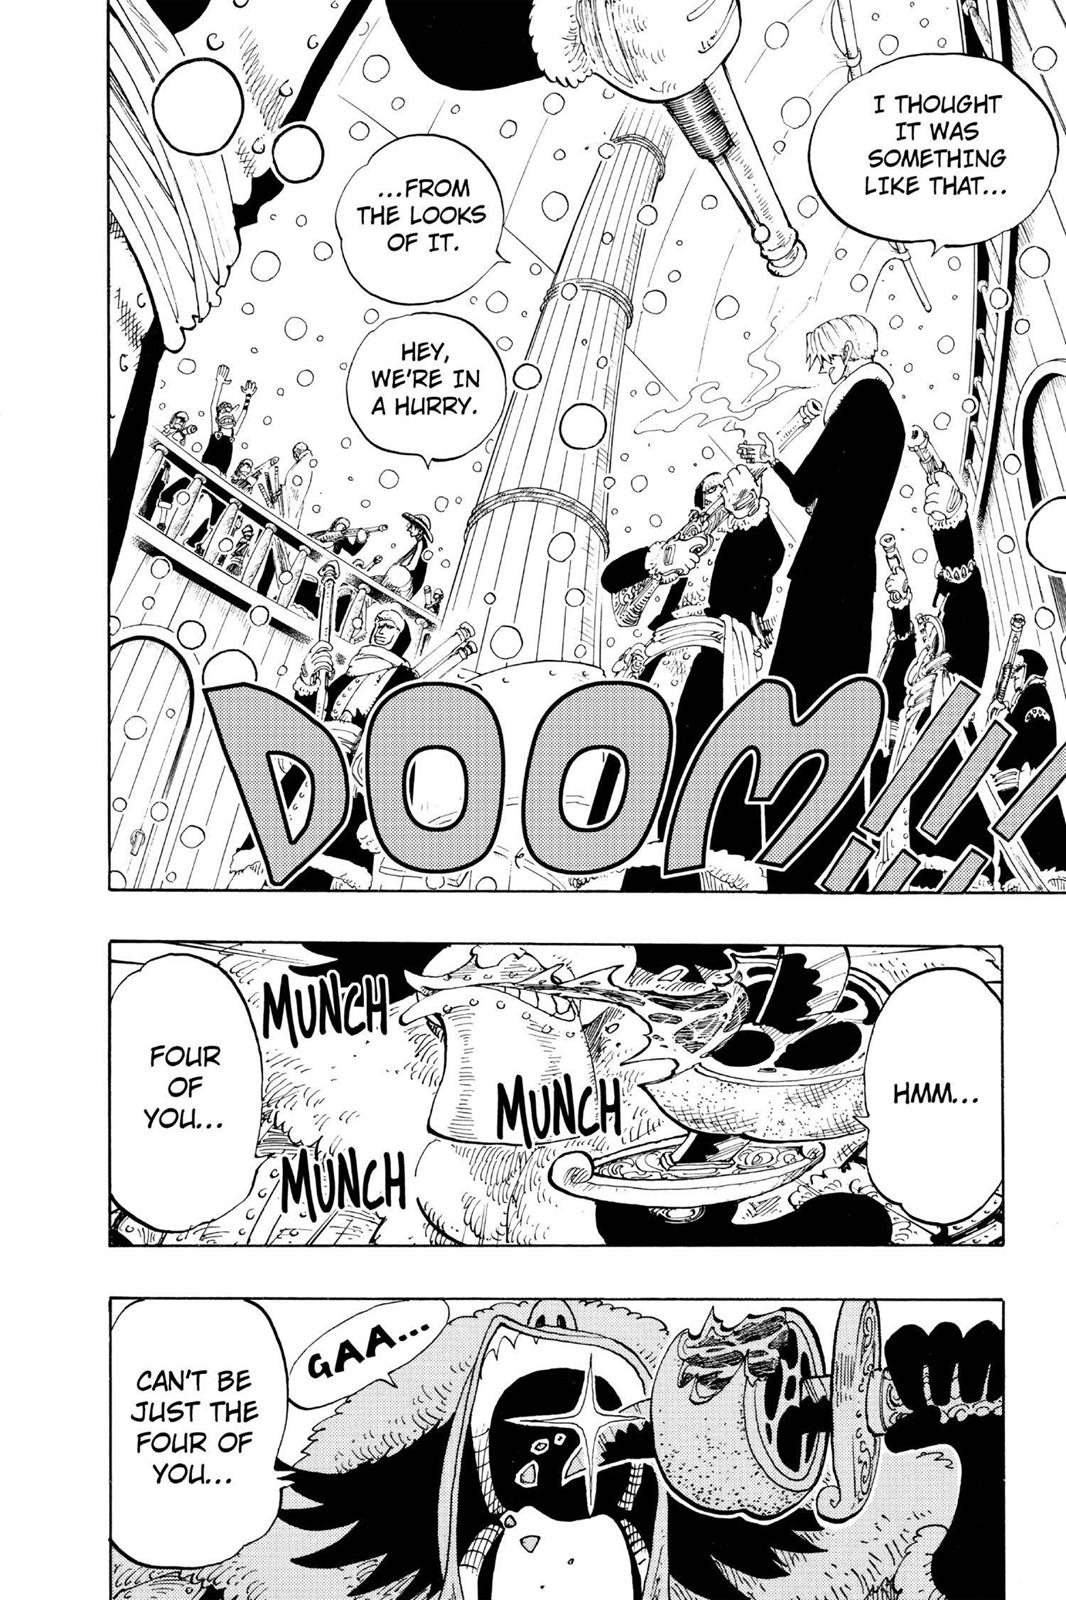 I THOUGHT
IT WAS
SOMETHING
LIKE THAT...
...FROM
THE LOOKS
OF IT.
HEY,
WE'RE IN
A HURRY.
DOOM!!!
HMM...
MUNCH
MUNCH
MUNCH
FOUR
OF
YOU...
GAA...
CAN'T BE
JUST THE
FOUR OF
YOU...